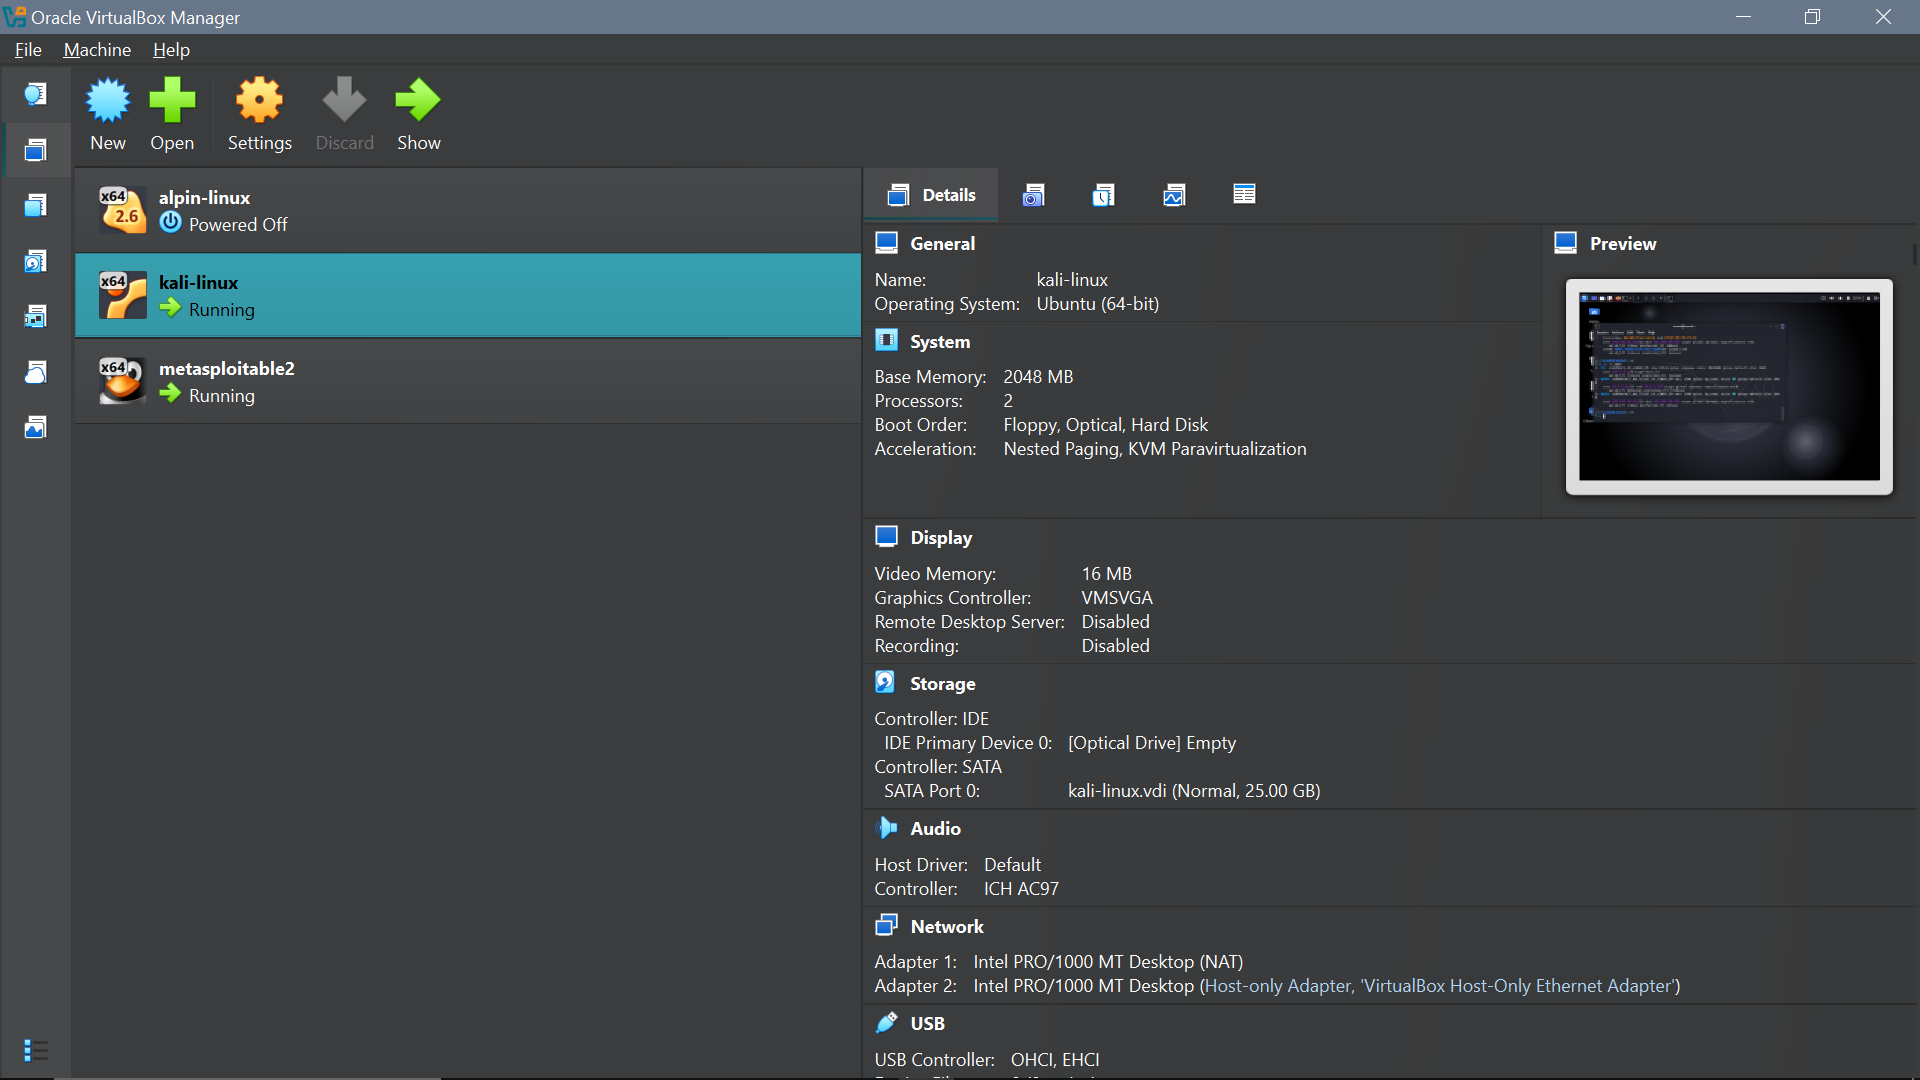 Oracle VirtualBox Manager
File Machine Help
New Open Settings Discard Show
x64 2.6 alpin-linux
Powered Off
x64 kali-linux
Running
x64 metasploitable2
Running
Details
General
Name: kali-linux
Operating System: Ubuntu (64-bit)
Preview
System
Base Memory: 2048 MB
Processors: 2
Boot Order: Floppy, Optical, Hard Disk
Acceleration: Nested Paging, KVM Paravirtualization
Display
Video Memory: 16 MB
Graphics Controller: VMSVGA
Remote Desktop Server: Disabled
Recording: Disabled
Storage
Controller: IDE
IDE Primary Device 0: [Optical Drive] Empty
Controller: SATA
SATA Port 0: kali-linux.vdi (Normal, 25.00 GB)
Audio
Host Driver: Default
Controller: ICH AC97
Network
Adapter 1: Intel PRO/1000 MT Desktop (NAT)
Adapter 2: Intel PRO/1000 MT Desktop (Host-only Adapter, 'VirtualBox Host-Only Ethernet Adapter')
USB
USB Controller: OHCI, EHCI